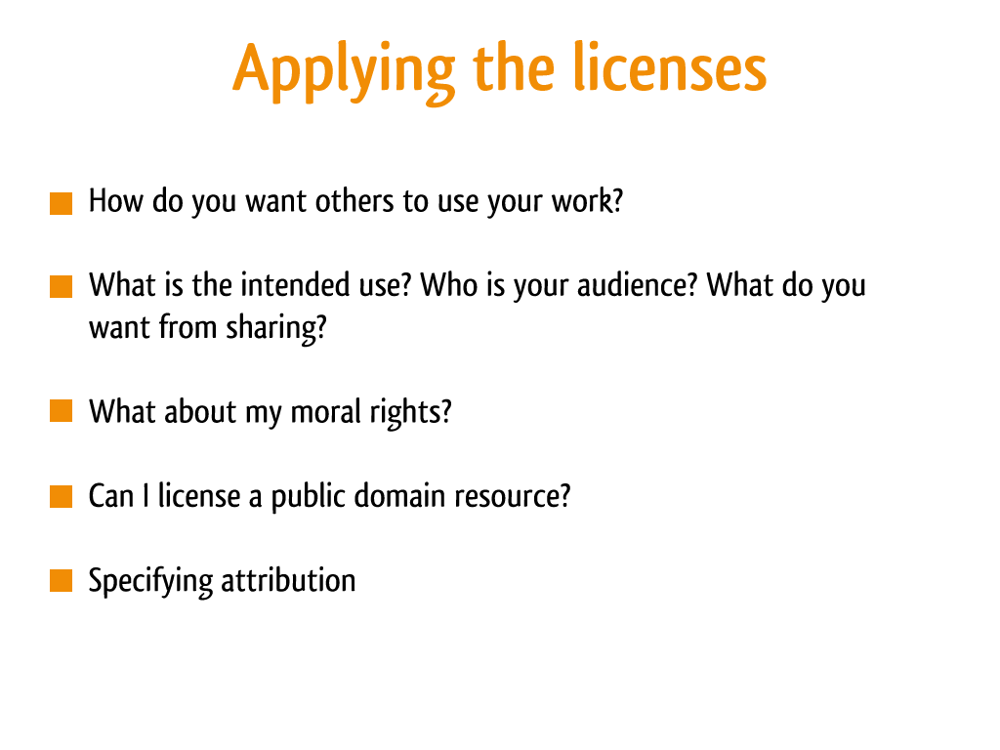 Applying the licenses
How do you want others to use your work?
What is the intended use? Who is your audience? What do you
want from sharing?
What about my moral rights?
Can I license a public domain resource?
Specifying attribution